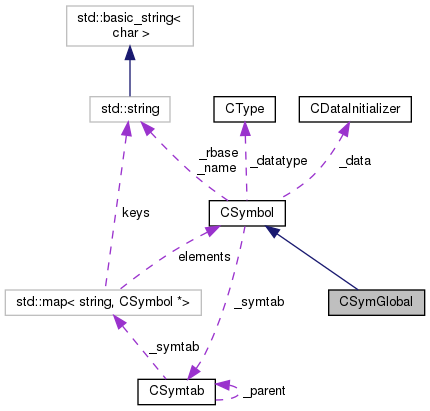 std::basic_string<
char >
std::string
CType
CDataInitializer
_rbase
_name
_datatype
_data
keys
CSymbol
elements
std::map< string, CSymbol *>
_symtab
CSymGlobal
_symtab
CSymtab
_parent